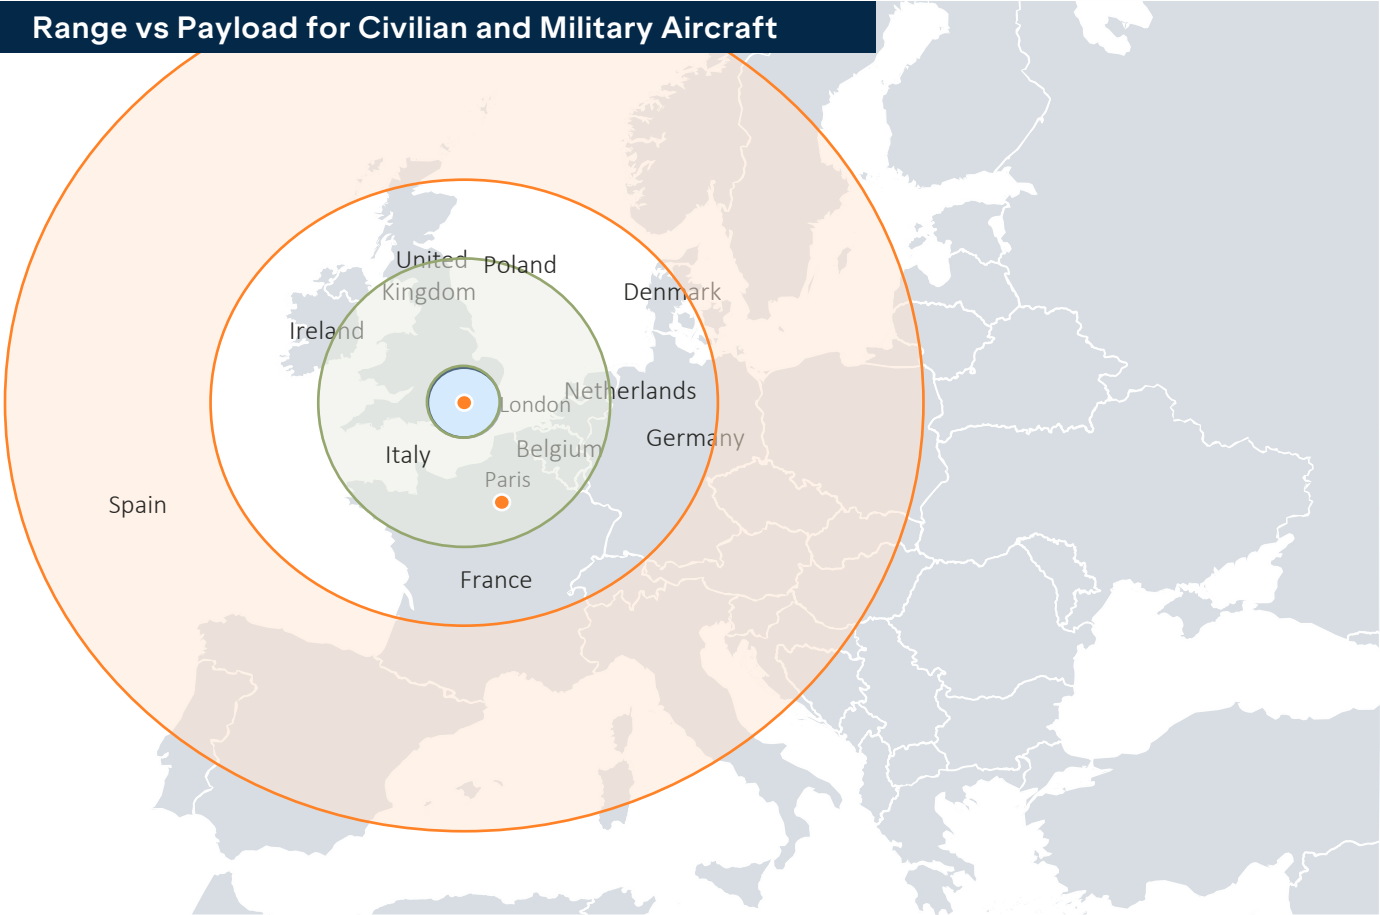 Range vs Payload for Civilian and Military Aircraft
United
Kingdom
Poland
Denmark
Ireland
Netherlands
London
Germany
Belgium
Italy
Paris
Spain
France